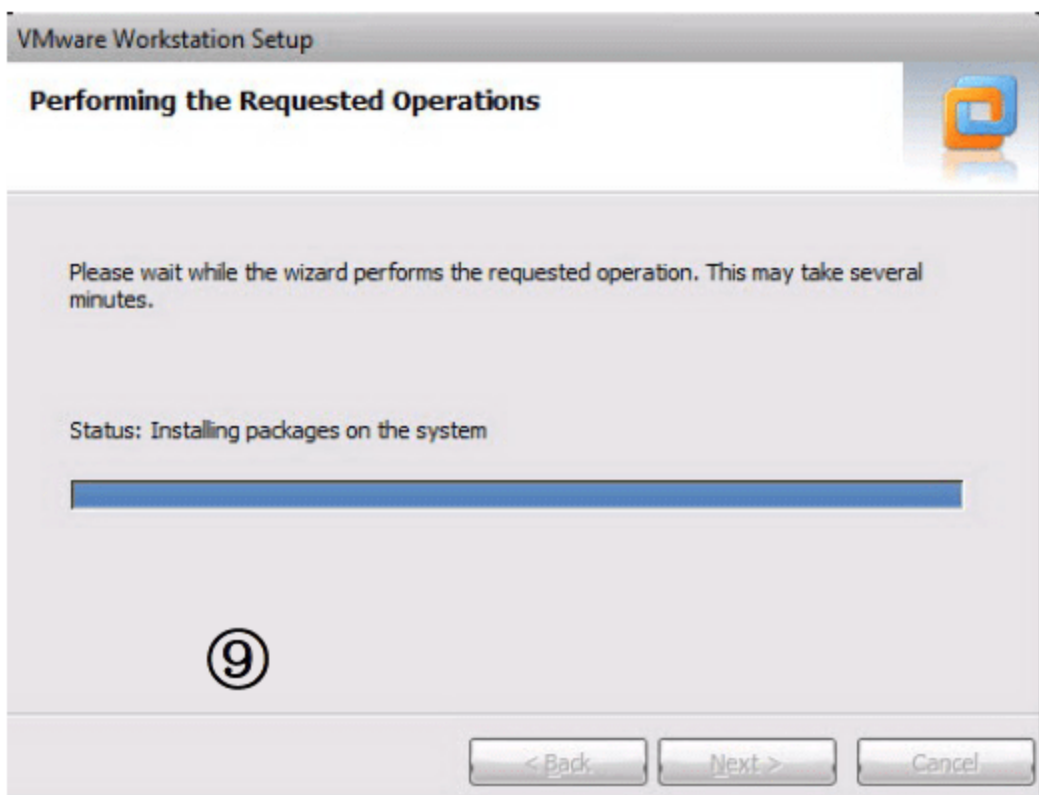 VMware Workstation Setup
Performing the Requested Operations
Please wait while the wizard performs the requested operation. This may take several
minutes.
Status: Installing packages on the system
⑨
< Back
Next >
Cancel